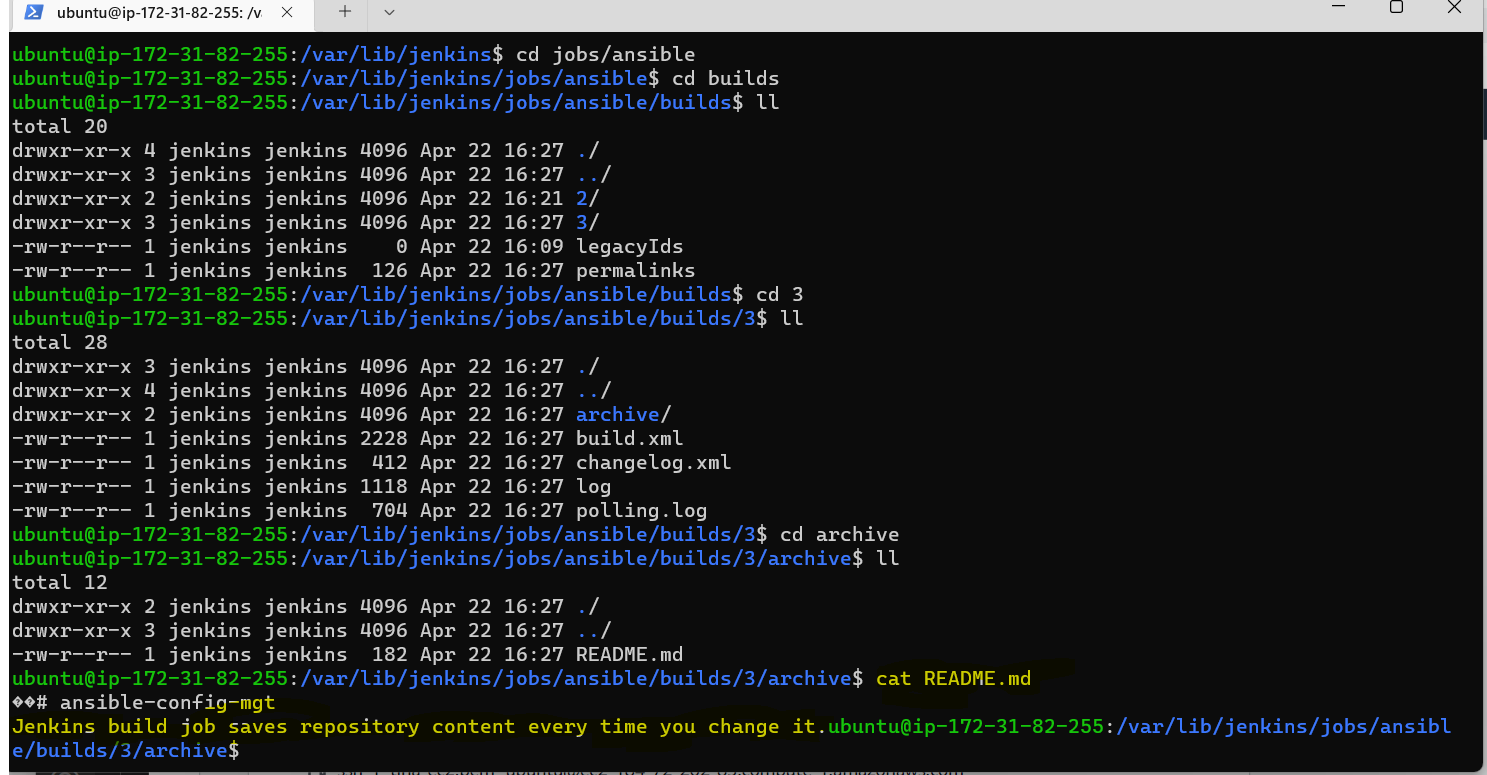 ubuntu@ip-172-31-82-255: /v
ubuntu@ip-172-31-82-255:/var/lib/jenkins$ cd jobs/ansible
ubuntu@ip-172-31-82-255:/var/lib/jenkins/jobs/ansible$ cd builds
ubuntu@ip-172-31-82-255:/var/lib/jenkins/jobs/ansible/builds$ ll
total 20
drwxr-xr-x 4 jenkins jenkins 4096 Apr 22 16:27 ./
drwxr-xr-x 3 jenkins jenkins 4096 Apr 22 16:27 ../
drwxr-xr-x 2 jenkins jenkins 4096 Apr 22 16:21 2/
drwxr-xr-x 3 jenkins jenkins 4096 Apr 22 16:27 3/
-rw-r--r-- 1 jenkins jenkins    0 Apr 22 16:09 legacyIds
-rw-r--r-- 1 jenkins jenkins  126 Apr 22 16:27 permalinks
ubuntu@ip-172-31-82-255:/var/lib/jenkins/jobs/ansible/builds$ cd 3
ubuntu@ip-172-31-82-255:/var/lib/jenkins/jobs/ansible/builds/3$ ll
total 28
drwxr-xr-x 3 jenkins jenkins 4096 Apr 22 16:27 ./
drwxr-xr-x 4 jenkins jenkins 4096 Apr 22 16:27 ../
drwxr-xr-x 2 jenkins jenkins 4096 Apr 22 16:27 archive/
-rw-r--r-- 1 jenkins jenkins 2228 Apr 22 16:27 build.xml
-rw-r--r-- 1 jenkins jenkins  412 Apr 22 16:27 changelog.xml
-rw-r--r-- 1 jenkins jenkins 1118 Apr 22 16:27 log
-rw-r--r-- 1 jenkins jenkins  704 Apr 22 16:27 polling.log
ubuntu@ip-172-31-82-255:/var/lib/jenkins/jobs/ansible/builds/3$ cd archive
ubuntu@ip-172-31-82-255:/var/lib/jenkins/jobs/ansible/builds/3/archive$ ll
total 12
drwxr-xr-x 2 jenkins jenkins 4096 Apr 22 16:27 ./
drwxr-xr-x 3 jenkins jenkins 4096 Apr 22 16:27 ../
-rw-r--r-- 1 jenkins jenkins  182 Apr 22 16:27 README.md
ubuntu@ip-172-31-82-255:/var/lib/jenkins/jobs/ansible/builds/3/archive$ cat README.md
��# ansible-config-mgt
Jenkins build job saves repository content every time you change it.ubuntu@ip-172-31-82-255:/var/lib/jenkins/jobs/ansibl
e/builds/3/archive$